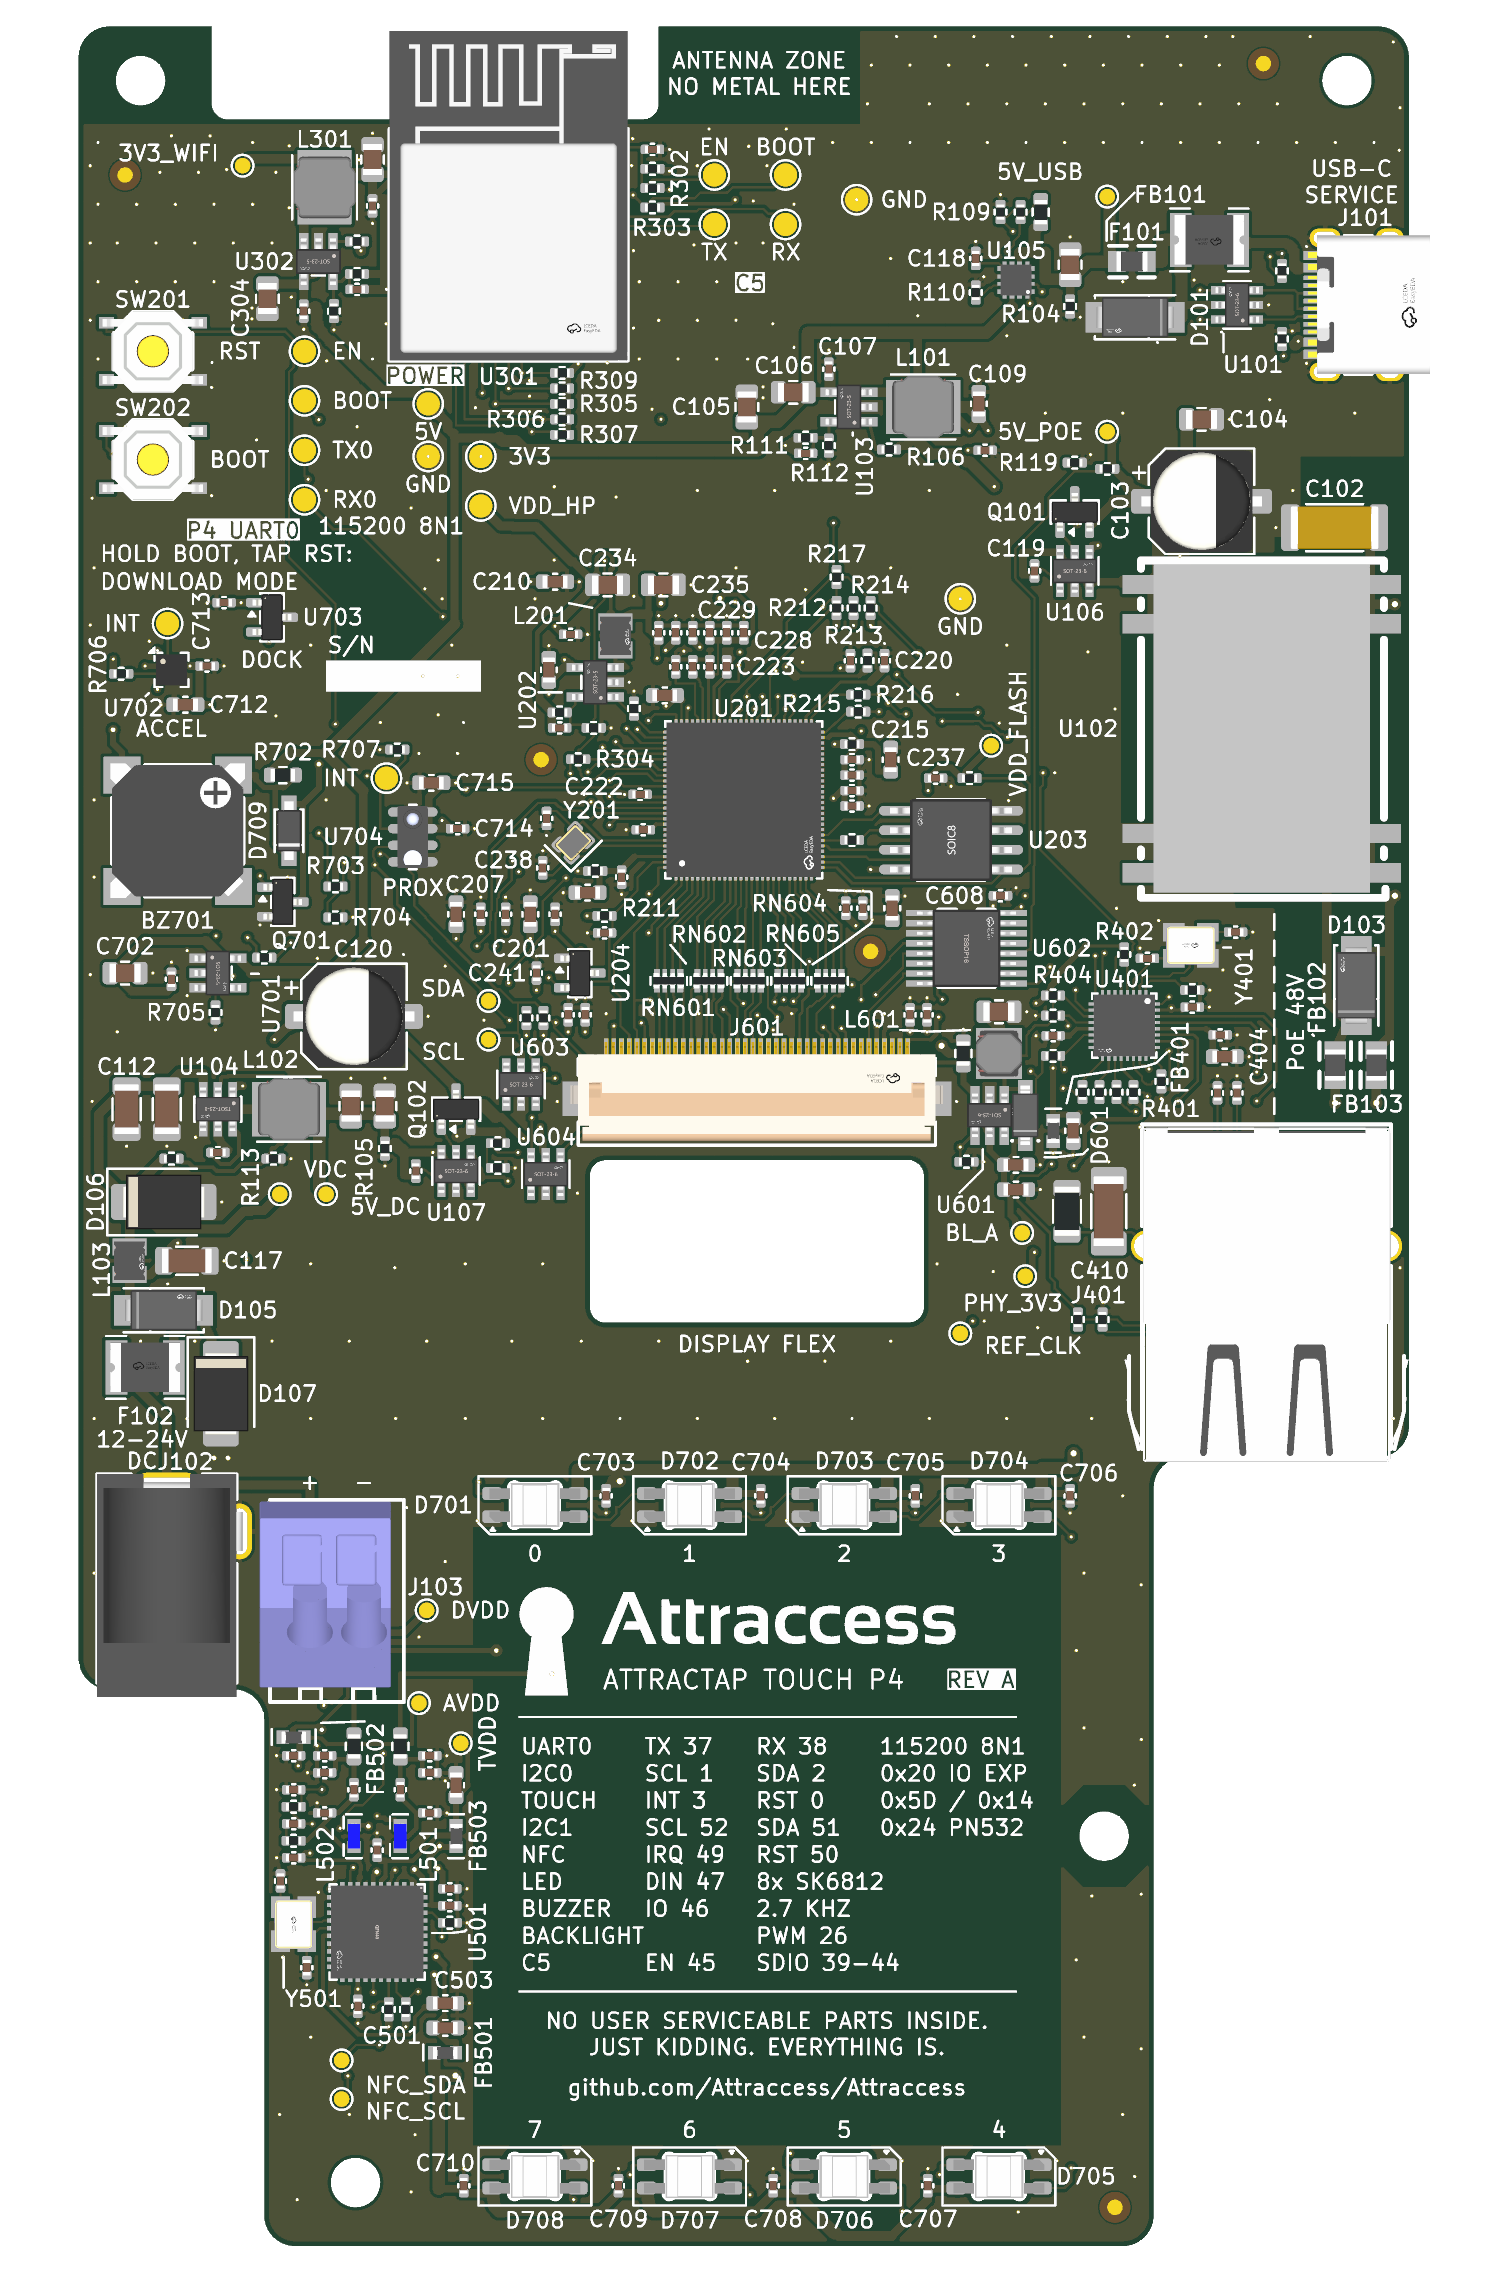 ANTENNA ZONE
NO METAL HERE
3V3_WIFI
L301
R302
R303
EN
BOOT
TX
RX
C5
GND
5V_USB
FB101
USB-C
SERVICE
J101
R109
F101
C118
U105
R110
R104
D101
U101
U302
C304
SW201
RST
EN
SW202
BOOT
BOOT
TX0
RX0
P4 UART0
115200 8N1
HOLD BOOT, TAP RST:
DOWNLOAD MODE
POWER
5V
GND
3V3
VDD_HP
U301
R309
R305
R306
R307
C107
C106
L101
C105
C109
R111
R112
U103
R106
5V_POE
C104
R119
C103
+
C102
Q101
C119
U106
INT
C713
U703
DOCK
S/N
R706
U702
C712
ACCEL
C234
C210
C235
L201
C229
C228
C223
U202
R217
R214
R212
R213
C220
GND
U201
R215
R216
C215
VDD_FLASH
C237
U102
R702
R707
INT
C715
R304
C222
Y201
D709
U704
C714
C238
R703
PROX
C207
SOIC8
U203
BZ701
R704
Q701
C120
+
C702
R705
U701
R211
C201
C241
U204
RN604
RN602
RN605
RN603
RN601
J601
C608
TSSOP16
U602
R402
R404
U401
Y401
D103
PoE 48V
FB102
SDA
SCL
U603
L601
FB401
C404
FB103
R401
C112
U104
L102
Q102
U604
R113
VDC
R105
5V_DC
U107
D106
L103
C117
D105
F102
D107
12-24V
DCJ102
D601
U601
BL_A
C410
J401
PHY_3V3
REF_CLK
DISPLAY FLEX
+
-
D701
C703
D702
C704
D703
C705
D704
C706
0
1
2
3
J103
DVDD
AVDD
TVDD
Attraccess
ATTRACTAP TOUCH P4 REV A
UART0 TX 37 RX 38 115200 8N1
I2C0 SCL 1 SDA 2 0x20 IO EXP
TOUCH INT 3 RST 0 0x5D / 0x14
I2C1 SCL 52 SDA 51 0x24 PN532
NFC IRQ 49 RST 50
LED DIN 47 8x SK6812
BUZZER IO 46 2.7 KHZ
BACKLIGHT PWM 26
C5 EN 45 SDIO 39-44
FB502
FB503
L502
L501
U501
Y501
C503
C501
FB501
NFC_SDA
NFC_SCL
NO USER SERVICEABLE PARTS INSIDE.
JUST KIDDING. EVERYTHING IS.
github.com/Attraccess/Attraccess
7
6
5
4
C710
D708
C709
D707
C708
D706
C707
D705